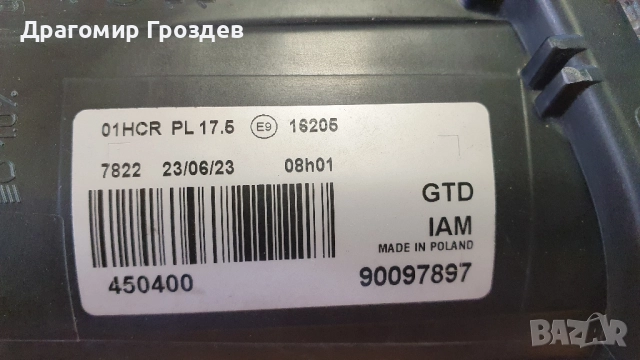 Драгомир Гроздев
01HCR PL 17.5 E9 16205
7822 23/06/23 08h01
GTD
IAM
MADE IN POLAND
450400 90097897
BAZAR